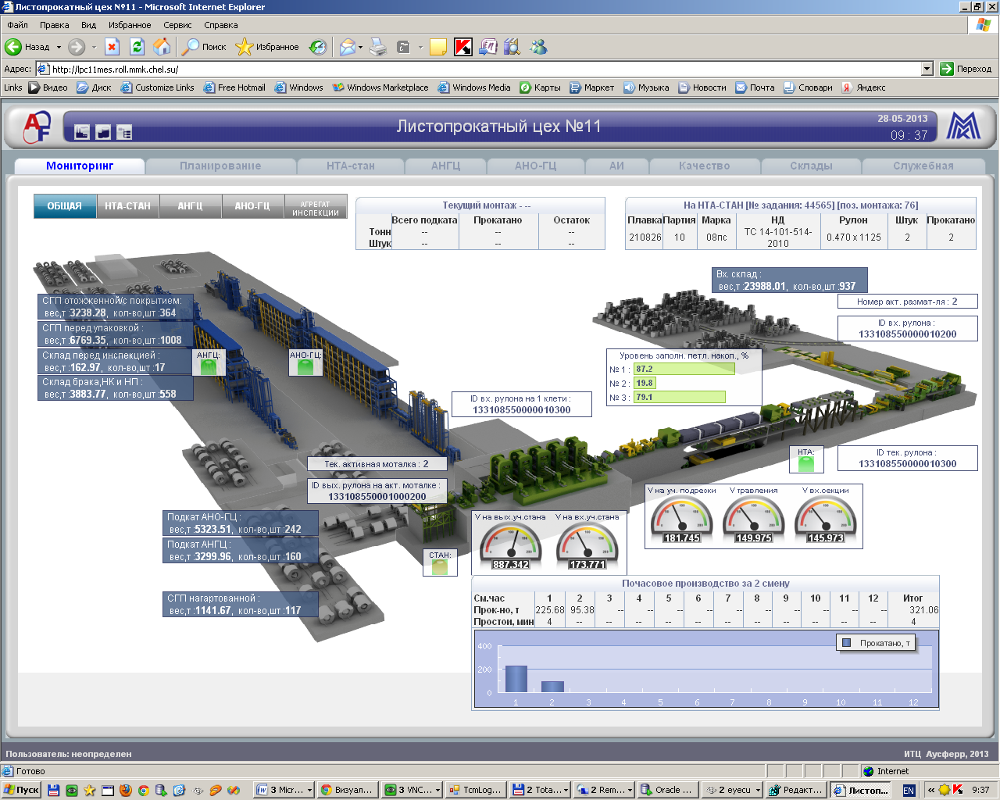 Листопрокатный цех №11 - Microsoft Internet Explorer
Файл Правка Вид Избранное Сервис Справка
Назад Поиск Избранное
Адрес: http://lpc11mes.roll.mmk.chel.su/ Переход
Links Видео Диск Customize Links Free Hotmail Windows Windows Marketplace Windows Media Карты Маркет Музыка Новости Почта Словари Яндекс
Листопрокатный цех №11
28-05-2013
09 : 37
Мониторинг Планирование НТА-стан АНГЦ АНО-ГЦ АИ Качество Склады Служебная
ОБЩАЯ НТА-СТАН АНГЦ АНО-ГЦ АГРЕГАТ ИНСПЕКЦИИ
Текущий монтаж - --
Всего подката Прокатано Остаток
Тонн -- -- --
Штук -- -- --
На НТА-СТАН [№ задания: 44565] [поз. монтажа: 76]
Плавка Партия Марка НД Рулон Штук Прокатано
210826 10 08пс ТС 14-101-514-2010 0.470 x 1125 2 2
Вх. склад :
вес,т :23988.01, кол-во,шт :937
Номер акт. размат-ля : 2
ID вх. рулона :
133108550000010200
СГП отожженной/с покрытием:
вес,т :3238.28, кол-во,шт :364
СГП перед упаковкой :
вес,т :6769.35, кол-во,шт :1008
Склад перед инспекцией :
вес,т :162.97, кол-во,шт :17
Склад брака,НК и НП :
вес,т :3883.77, кол-во,шт :558
АНГЦ:
АНО-ГЦ:
Уровень заполн. петл. накоп., %
№ 1 : 87.2
№ 2 : 19.8
№ 3 : 79.1
ID вх. рулона на 1 клети :
133108550000010300
НТА:
ID тек. рулона :
133108550000010300
Тек. активная моталка : 2
ID вых. рулона на акт. моталке :
133108550001000200
V на уч. подрезки V травления V вх.секции
181.745 149.975 145.973
Подкат АНО-ГЦ :
вес,т :5323.51, кол-во,шт :242
Подкат АНГЦ :
вес,т :3299.96, кол-во,шт :160
СГП нагартованной :
вес,т :1141.67, кол-во,шт :117
СТАН:
V на вых.уч.стана V на вх.уч.стана
887.342 173.771
Почасовое производство за 2 смену
См.час 1 2 3 4 5 6 7 8 9 10 11 12 Итог
Прок-но, т 225.68 95.38 -- -- -- -- -- -- -- -- -- -- 321.06
Простои, мин 4 -- -- -- -- -- -- -- -- -- -- -- 4
Прокатано, т
400
200
0
1 2 3 4 5 6 7 8 9 10 11 12
Пользователь: неопределен
ИТЦ Аусферр, 2013
Готово Internet
Пуск 3 Micr... Визуал... 3 VNC... TcmLog... 2 Tota... 2 Rem... Oracle ... 2 eyecu Редакт... Листоп... EN « 9:37